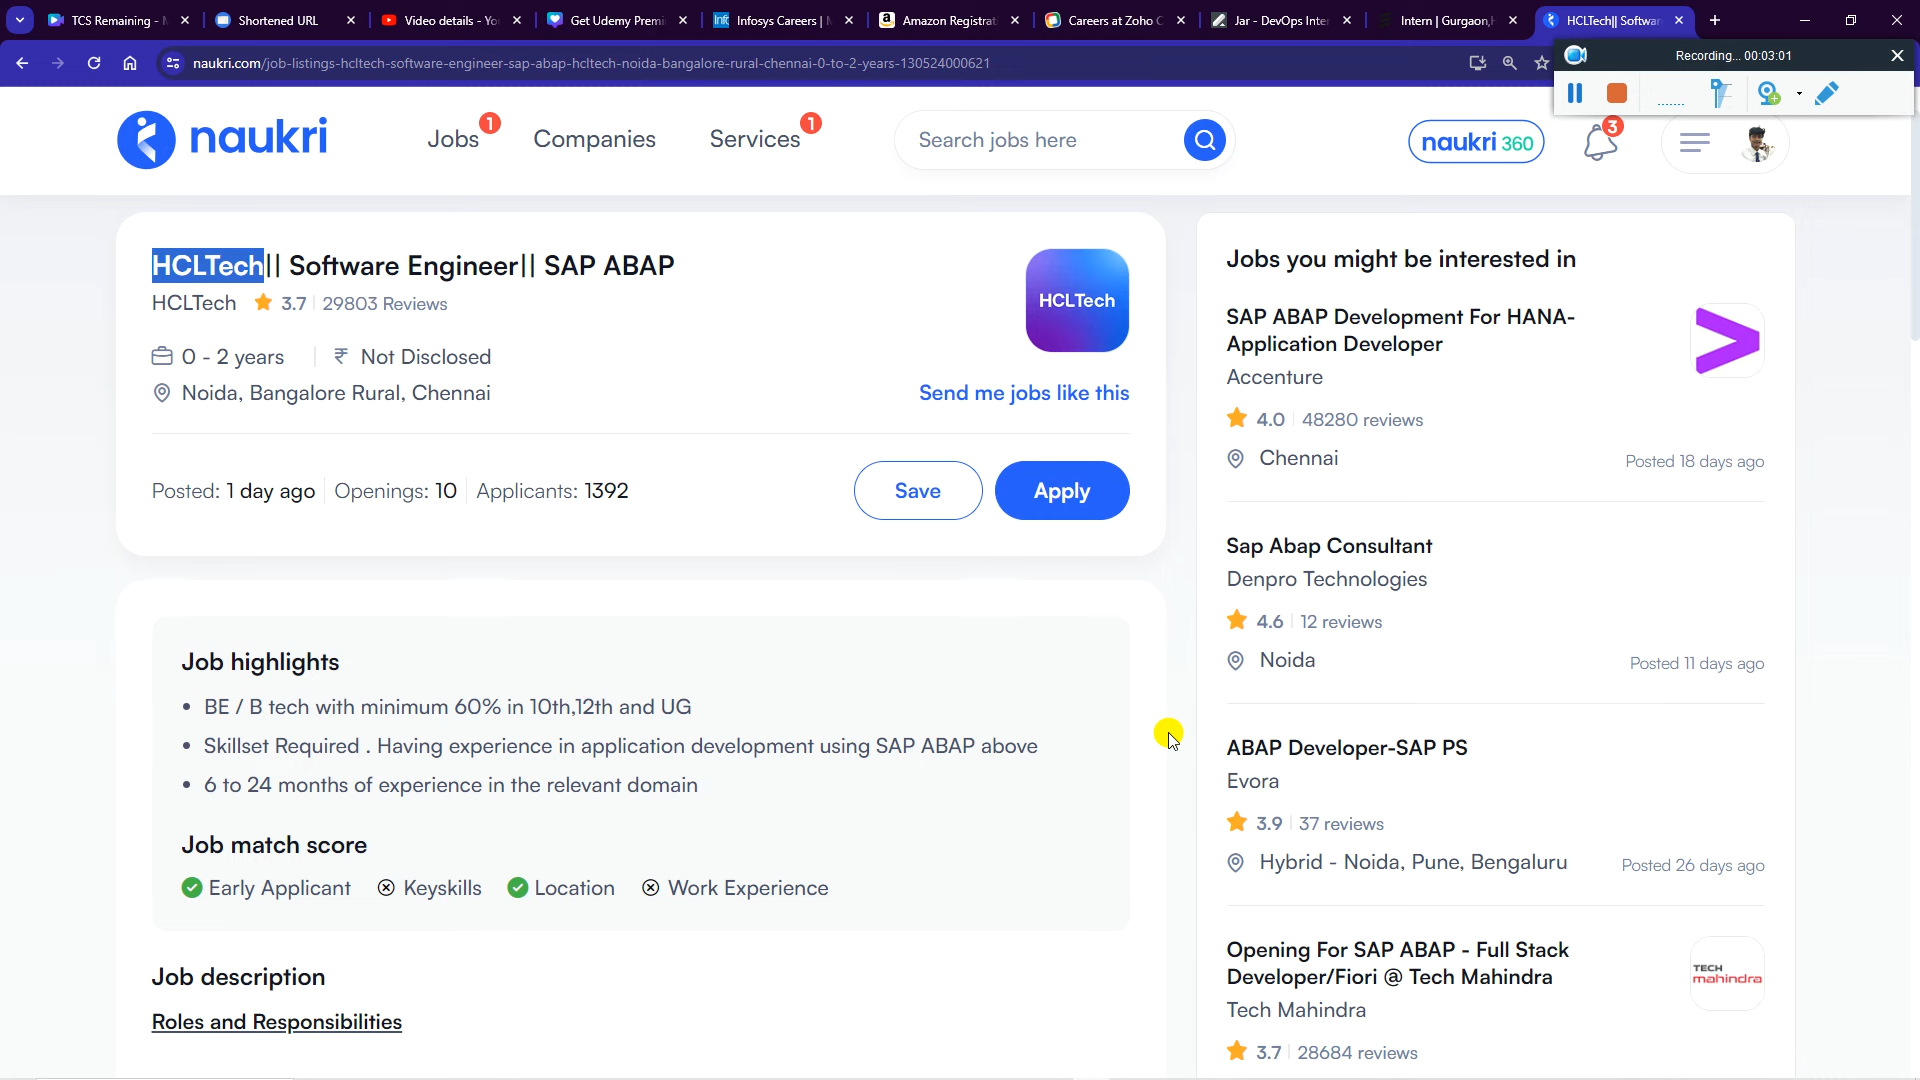 TCS Remaining - M
Shortened URL
Video details - Yo
Get Udemy Premi
Infosys Careers | N
Amazon Registrat
Careers at Zoho C
Jar - DevOps Inter
Intern | Gurgaon,H
HCLTech|| Softwar
naukri.com/job-listings-hcltech-software-engineer-sap-abap-hcltech-noida-bangalore-rural-chennai-0-to-2-years-130524000621
Recording... 00:03:01
naukri
Jobs 1
Companies
Services 1
Search jobs here
naukri 360
3
HCLTech|| Software Engineer|| SAP ABAP
HCLTech 3.7 29803 Reviews
HCLTech
0 - 2 years ₹ Not Disclosed
Noida, Bangalore Rural, Chennai
Send me jobs like this
Posted: 1 day ago Openings: 10 Applicants: 1392
Save
Apply
Job highlights
• BE / B tech with minimum 60% in 10th,12th and UG
• Skillset Required . Having experience in application development using SAP ABAP above
• 6 to 24 months of experience in the relevant domain
Job match score
Early Applicant Keyskills Location Work Experience
Job description
Roles and Responsibilities
Jobs you might be interested in
SAP ABAP Development For HANA-
Application Developer
Accenture
4.0 48280 reviews
Chennai
Posted 18 days ago
Sap Abap Consultant
Denpro Technologies
4.6 12 reviews
Noida
Posted 11 days ago
ABAP Developer-SAP PS
Evora
3.9 37 reviews
Hybrid - Noida, Pune, Bengaluru
Posted 26 days ago
Opening For SAP ABAP - Full Stack
Developer/Fiori @ Tech Mahindra
TECH
mahindra
Tech Mahindra
3.7 28684 reviews